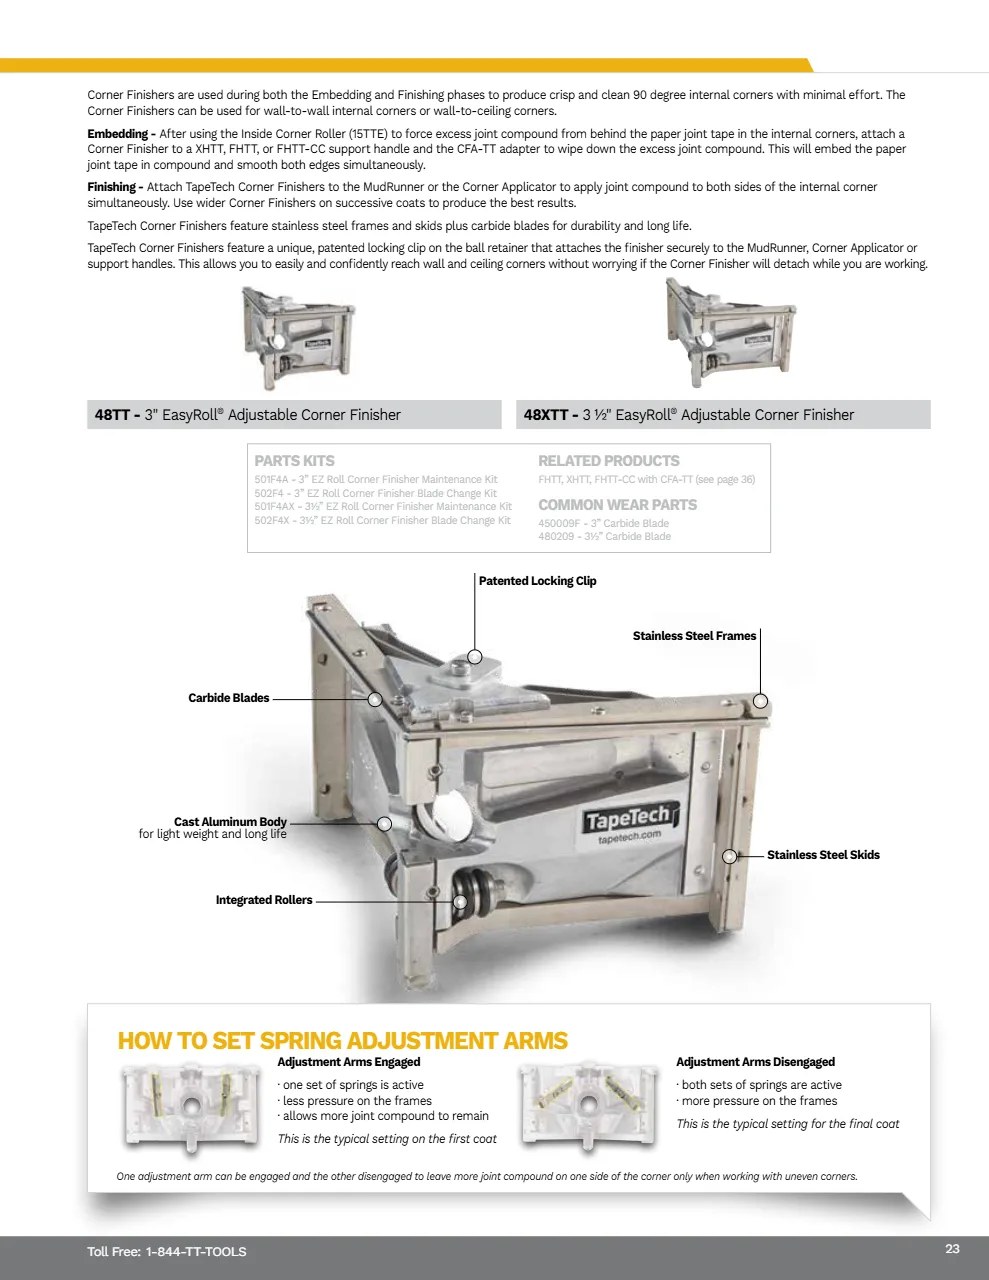 Corner Finishers are used during both the Embedding and Finishing phases to produce crisp and clean 90 degree internal corners with minimal effort. The
Corner Finishers can be used for wall-to-wall internal corners or wall-to-ceiling corners.
Embedding - After using the Inside Corner Roller (15TTE) to force excess joint compound from behind the paper joint tape in the internal corners, attach a
Corner Finisher to a XHTT, FHTT, or FHTT-CC support handle and the CFA-TT adapter to wipe down the excess joint compound. This will embed the paper
joint tape in compound and smooth both edges simultaneously.
Finishing - Attach TapeTech Corner Finishers to the MudRunner or the Corner Applicator to apply joint compound to both sides of the internal corner
simultaneously. Use wider Corner Finishers on successive coats to produce the best results.
TapeTech Corner Finishers feature stainless steel frames and skids plus carbide blades for durability and long life.
TapeTech Corner Finishers feature a unique, patented locking clip on the ball retainer that attaches the finisher securely to the MudRunner, Corner Applicator or
support handles. This allows you to easily and confidently reach wall and ceiling corners without worrying if the Corner Finisher will detach while you are working.
TapeTech
TapeTech
48TT - 3" EasyRoll® Adjustable Corner Finisher
48XTT - 3 ½" EasyRoll® Adjustable Corner Finisher
PARTS KITS
501F4A - 3” EZ Roll Corner Finisher Maintenance Kit
502F4 - 3” EZ Roll Corner Finisher Blade Change Kit
501F4AX - 3½” EZ Roll Corner Finisher Maintenance Kit
502F4X - 3½” EZ Roll Corner Finisher Blade Change Kit
RELATED PRODUCTS
FHTT, XHTT, FHTT-CC with CFA-TT (see page 36)
COMMON WEAR PARTS
450009F - 3” Carbide Blade
480209 - 3½” Carbide Blade
Patented Locking Clip
Stainless Steel Frames
Carbide Blades
Cast Aluminum Body
for light weight and long life
TapeTech
tapetech.com
Stainless Steel Skids
Integrated Rollers
HOW TO SET SPRING ADJUSTMENT ARMS
Adjustment Arms Engaged
· one set of springs is active
· less pressure on the frames
· allows more joint compound to remain
This is the typical setting on the first coat
Adjustment Arms Disengaged
· both sets of springs are active
· more pressure on the frames
This is the typical setting for the final coat
One adjustment arm can be engaged and the other disengaged to leave more joint compound on one side of the corner only when working with uneven corners.
Toll Free: 1-844-TT-TOOLS
23